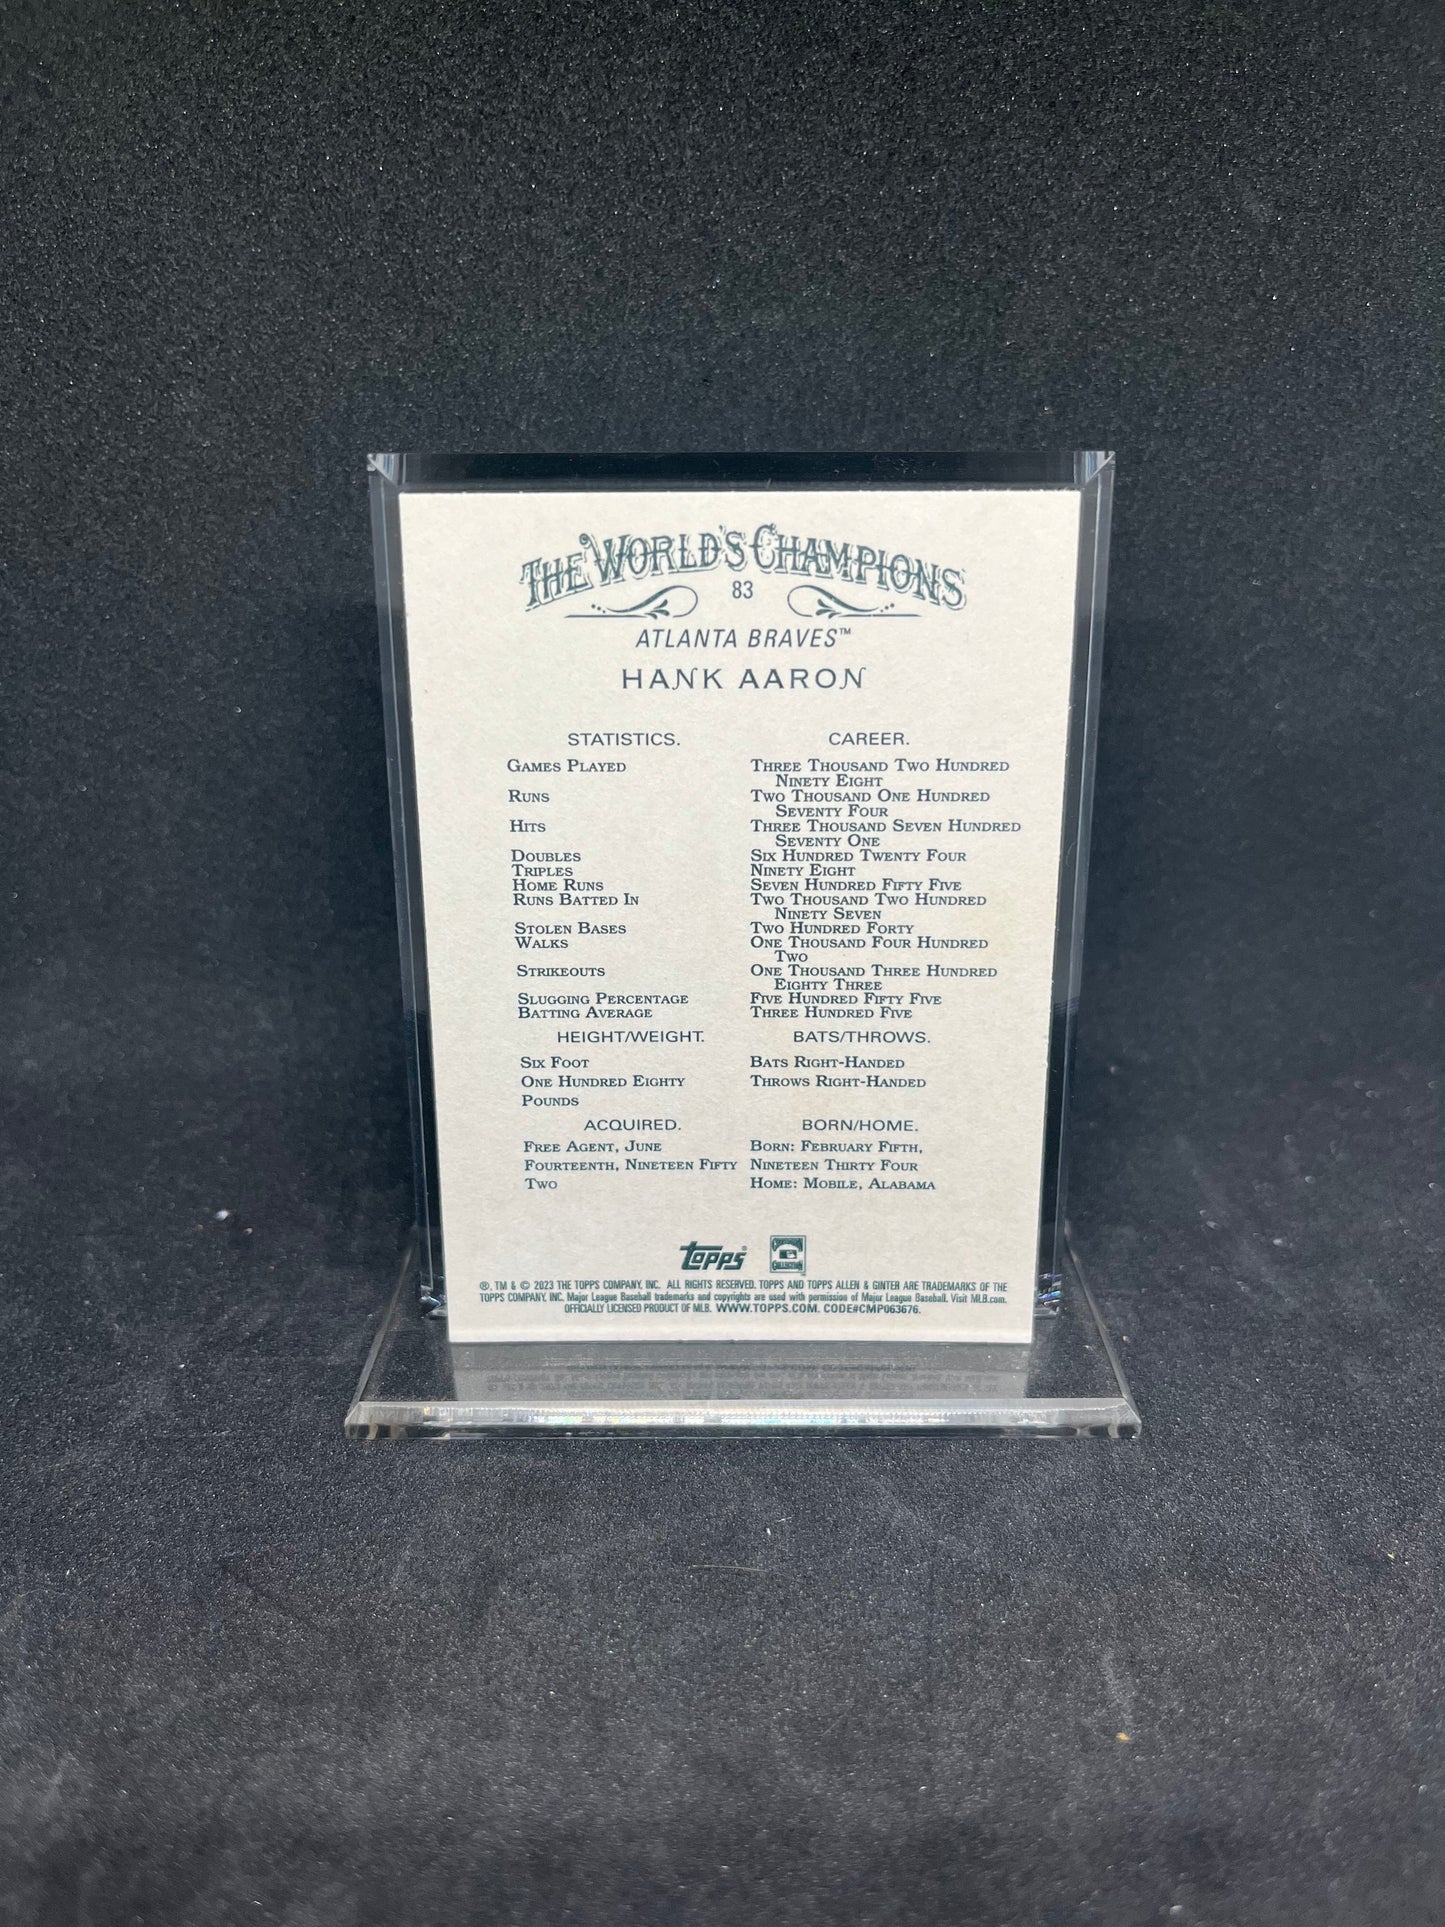 THE WORLD'S CHAMPIONS
83
ATLANTA BRAVES™
HANK AARON
STATISTICS. CAREER.
GAMES PLAYED THREE THOUSAND TWO HUNDRED
NINETY EIGHT
RUNS TWO THOUSAND ONE HUNDRED
SEVENTY FOUR
HITS THREE THOUSAND SEVEN HUNDRED
SEVENTY ONE
DOUBLES SIX HUNDRED TWENTY FOUR
TRIPLES NINETY EIGHT
HOME RUNS SEVEN HUNDRED FIFTY FIVE
RUNS BATTED IN TWO THOUSAND TWO HUNDRED
NINETY SEVEN
STOLEN BASES TWO HUNDRED FORTY
WALKS ONE THOUSAND FOUR HUNDRED
TWO
STRIKEOUTS ONE THOUSAND THREE HUNDRED
EIGHTY THREE
SLUGGING PERCENTAGE FIVE HUNDRED FIFTY FIVE
BATTING AVERAGE THREE HUNDRED FIVE
HEIGHT/WEIGHT. BATS/THROWS.
SIX FOOT BATS RIGHT-HANDED
ONE HUNDRED EIGHTY THROWS RIGHT-HANDED
POUNDS
ACQUIRED. BORN/HOME.
FREE AGENT, JUNE BORN: FEBRUARY FIFTH,
FOURTEENTH, NINETEEN FIFTY NINETEEN THIRTY FOUR
TWO HOME: MOBILE, ALABAMA
topps®
®, TM & © 2023 THE TOPPS COMPANY, INC. ALL RIGHTS RESERVED. TOPPS AND TOPPS ALLEN & GINTER ARE TRADEMARKS OF THE
TOPPS COMPANY, INC. Major League Baseball trademarks and copyrights are used with permission of Major League Baseball. Visit MLB.com.
OFFICIALLY LICENSED PRODUCT OF MLB. WWW.TOPPS.COM. CODE#CMP063676.